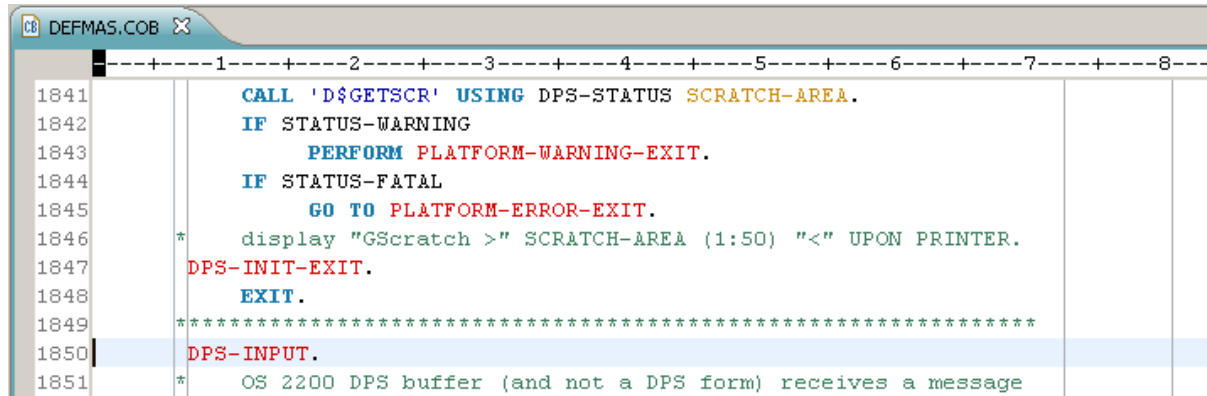 CB DEFMAS.COB
----+----1----+----2----+----3----+----4----+----5----+----6----+----7----+----8---
1841 CALL 'D$GETSCR' USING DPS-STATUS SCRATCH-AREA.
1842 IF STATUS-WARNING
1843 PERFORM PLATFORM-WARNING-EXIT.
1844 IF STATUS-FATAL
1845 GO TO PLATFORM-ERROR-EXIT.
1846 * display "GScratch >" SCRATCH-AREA (1:50) "<" UPON PRINTER.
1847 DPS-INIT-EXIT.
1848 EXIT.
1849 ****************************************************************
1850 DPS-INPUT.
1851 * OS 2200 DPS buffer (and not a DPS form) receives a message